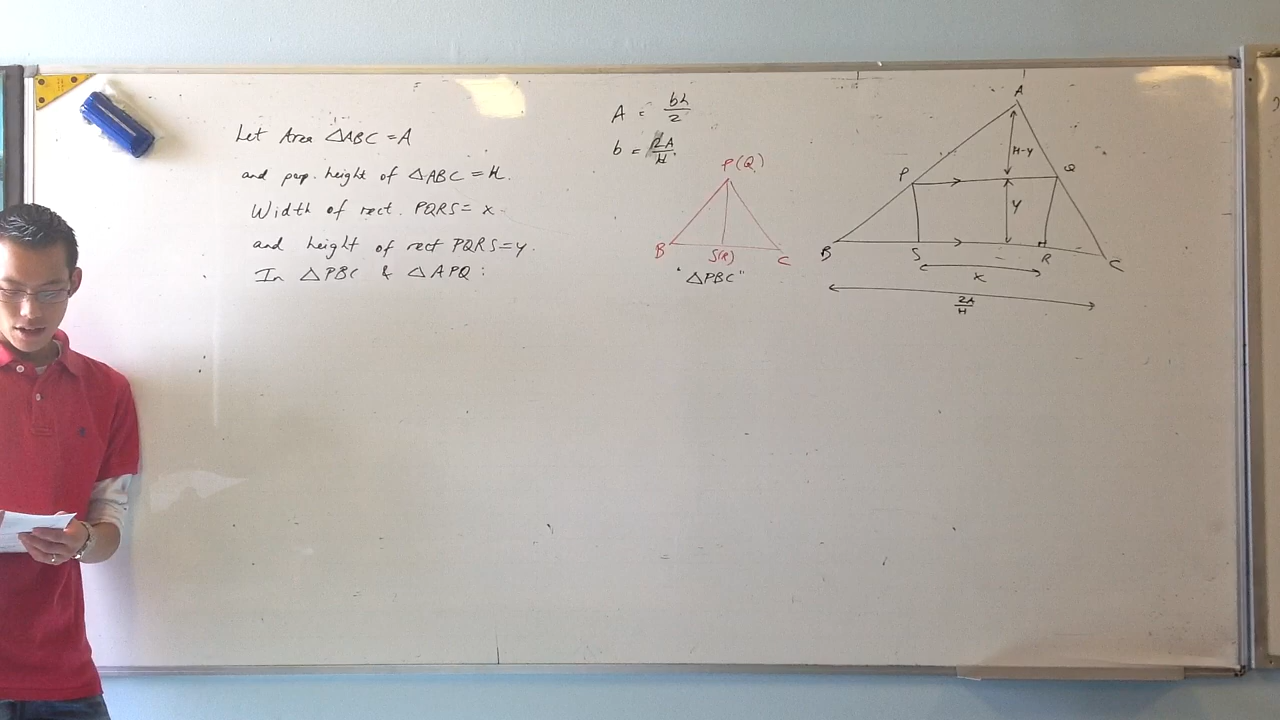 Let Area △ABC = A
and perp. height of △ABC = H.
Width of rect. PQRS = x
and height of rect PQRS = y.
In △PBC & △APQ :
A = bh/2
b = 2A/H
P(Q)
B
S(R)
C
"△PBC"
A
H-y
P
Q
y
B
S
R
C
x
2A/H